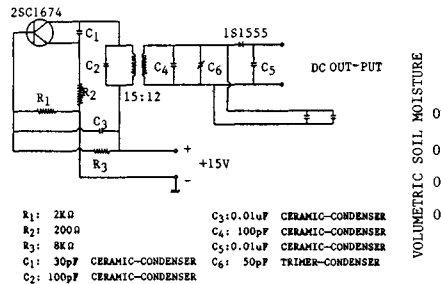 2SC1674
C1
1S1555
R2
C2
C4
C6
C5
DC OUT-PUT
R1
15:12
C3
R3
+
+15V
-
R1: 2KΩ
R2: 200Ω
R3: 8KΩ
C1: 30pF CERAMIC-CONDENSER
C2: 100pF CERAMIC-CONDENSER
C3:0.01uF CERAMIC-CONDENSER
C4: 100pF CERAMIC-CONDENSER
C5:0.01uF CERAMIC-CONDENSER
C6: 50pF TRIMER-CONDENSER
VOLUMETRIC SOIL MOISTURE
0
0
0
0